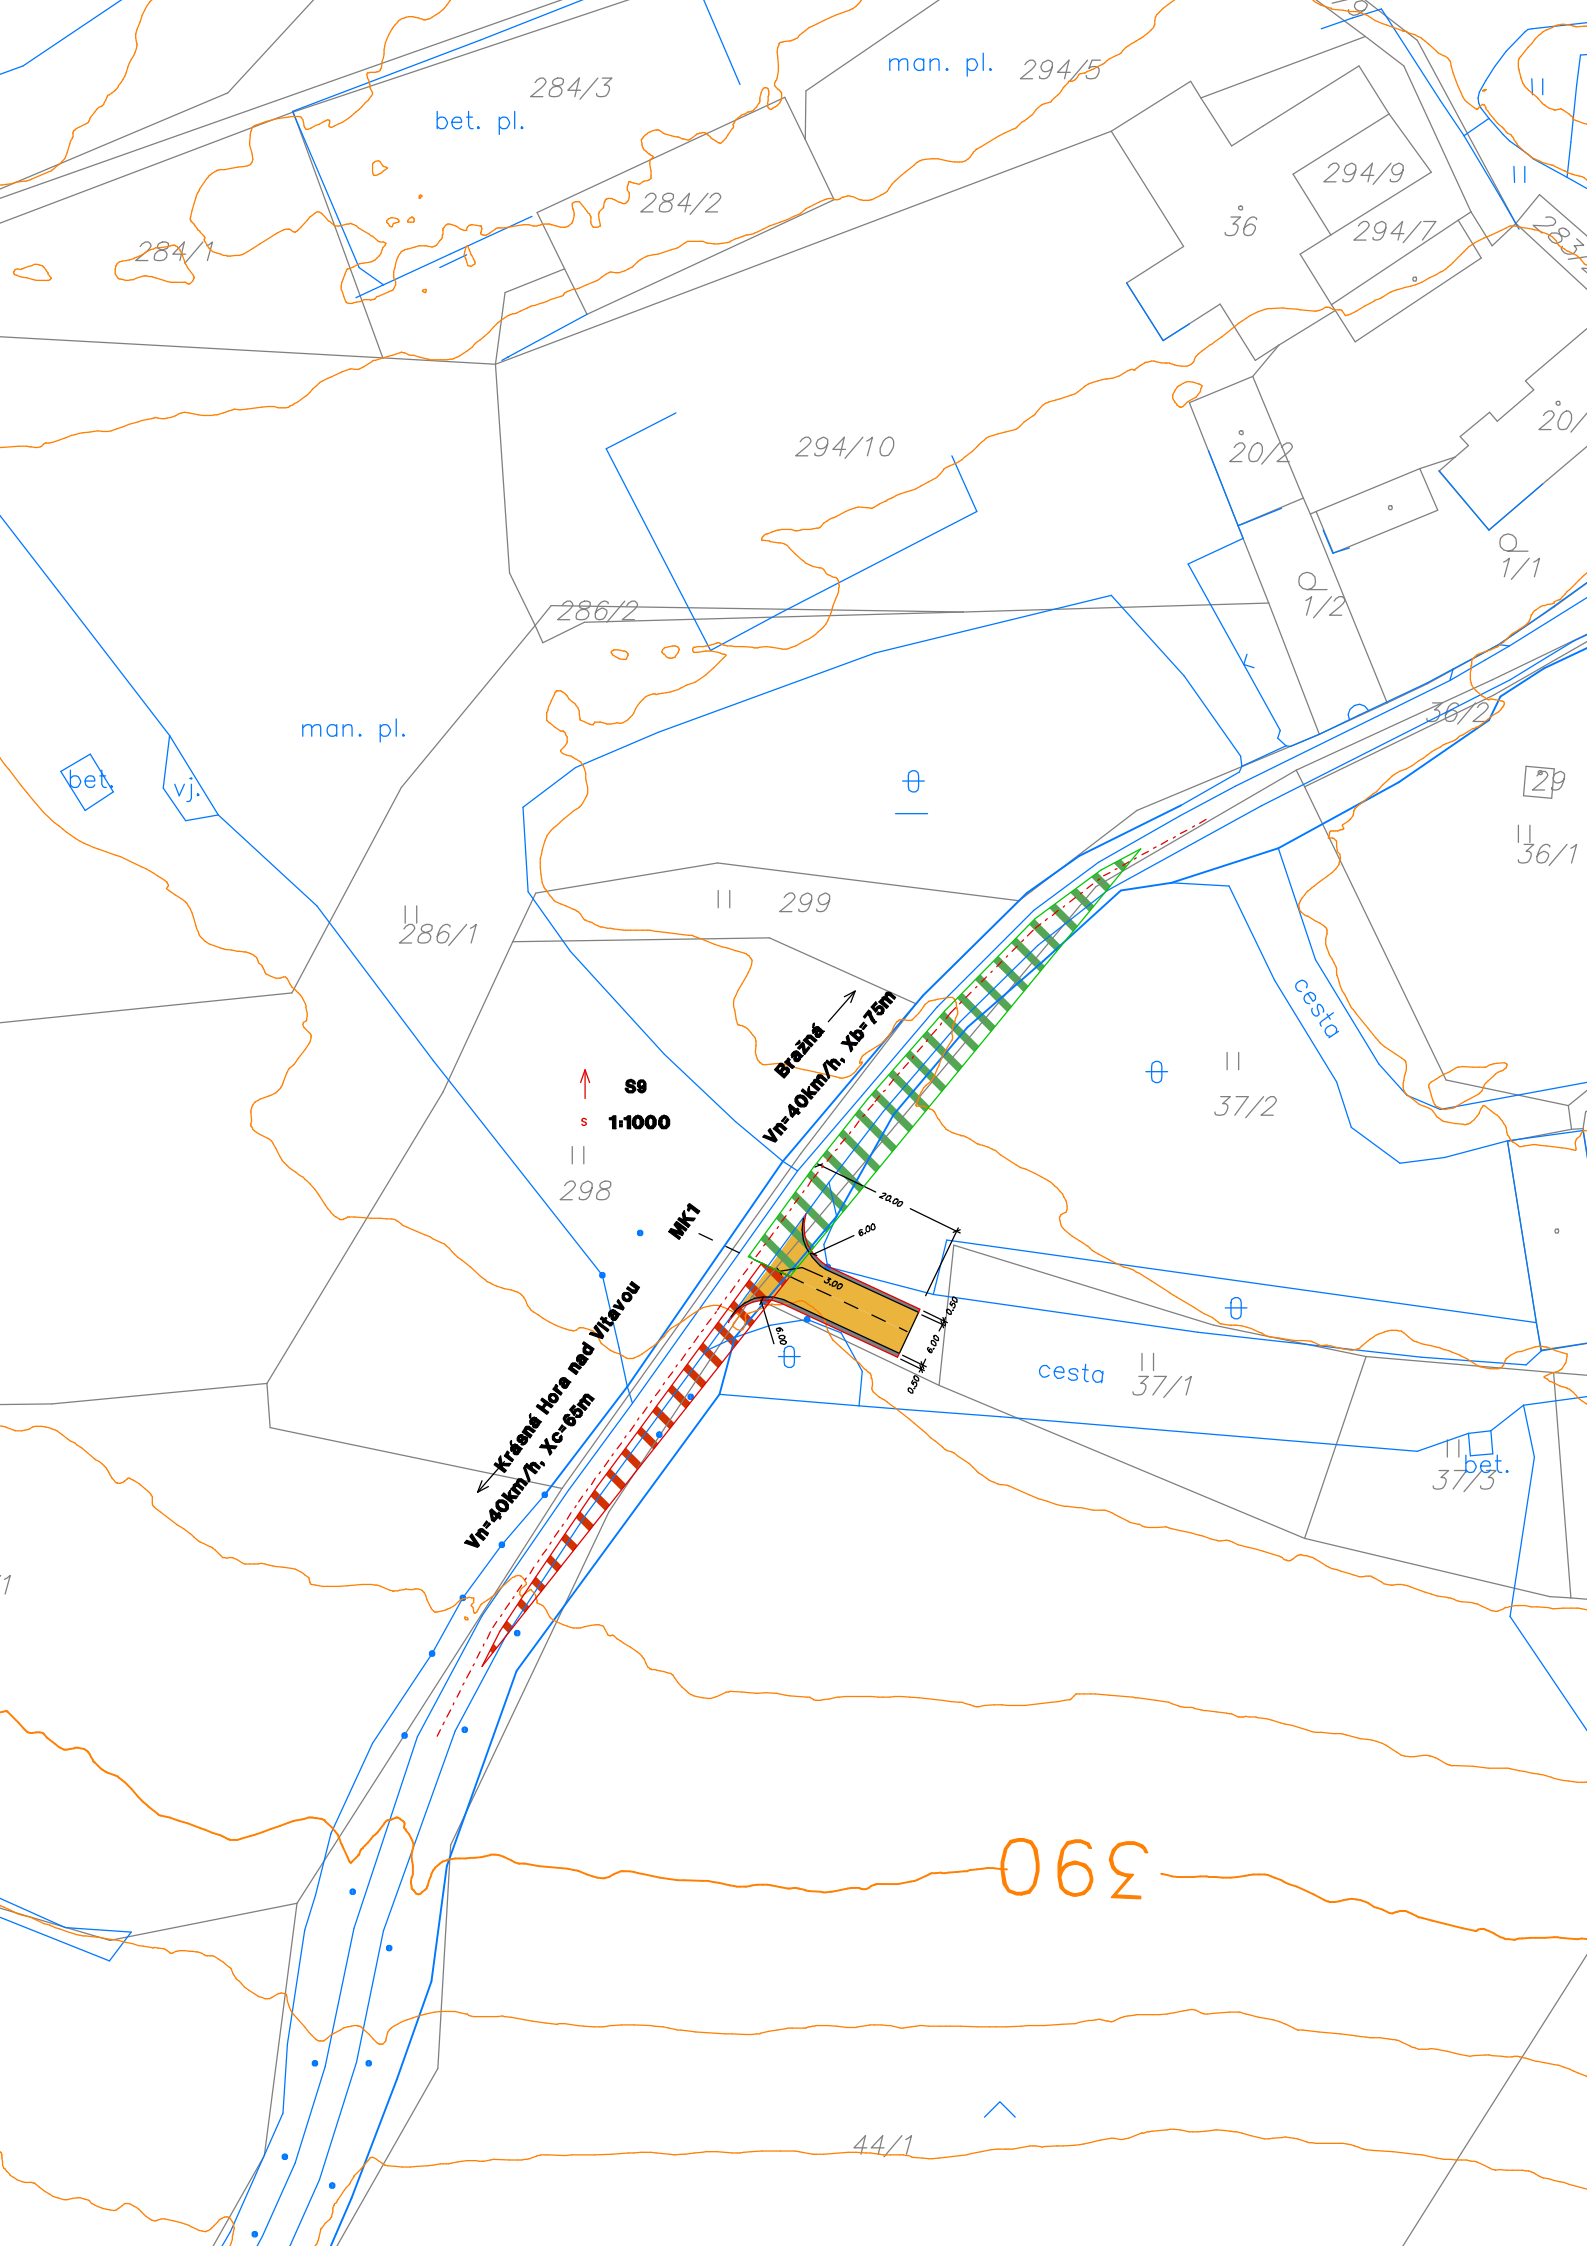 man. pl.
294/5
284/3
bet. pl.
294/9
284/2
36
294/7
284/1
294/10
20/2
1/1
286/2
1/2
36/2
man. pl.
bet.
vj.
29
36/1
299
286/1
cesta
Bražná
Vn=40km/h, Xb=75m
S9
s
1:1000
37/2
298
MK1
20.00
6.00
3.00
0.50
6.00
6.00
0.50
Krásná Hora nad Vltavou
Vn=40km/h, Xc=65m
cesta
37/1
bet.
37/3
390
44/1